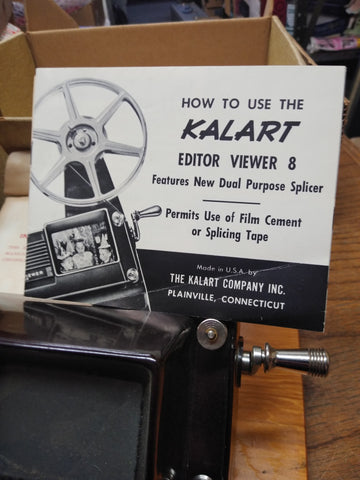 HOW TO USE THE
KALART
EDITOR VIEWER 8
Features New Dual Purpose Splicer
Permits Use of Film Cement
or Splicing Tape
Made in U.S.A. by
THE KALART COMPANY INC.
PLAINVILLE, CONNECTICUT